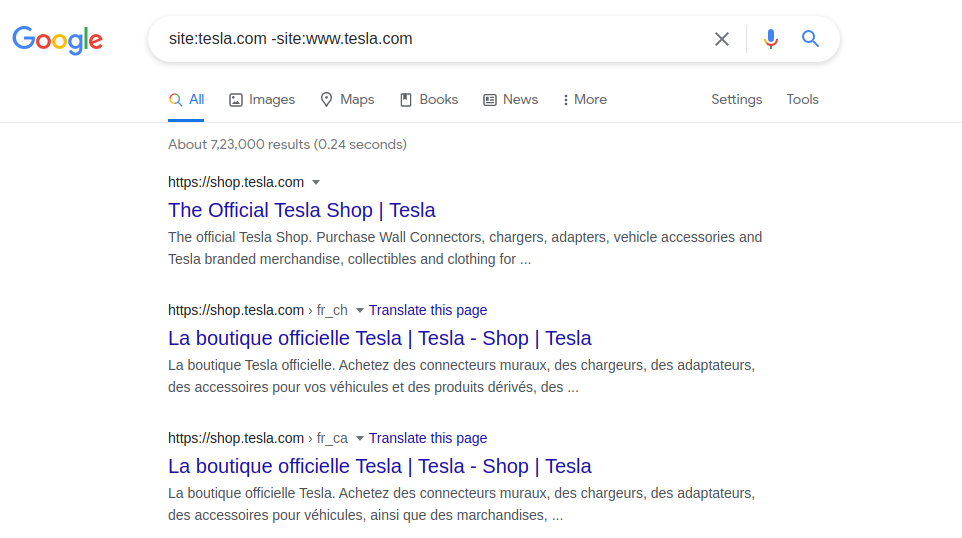 Google
site:tesla.com -site:www.tesla.com
All Images Maps Books News More Settings Tools
About 7,23,000 results (0.24 seconds)
https://shop.tesla.com
The Official Tesla Shop | Tesla
The official Tesla Shop. Purchase Wall Connectors, chargers, adapters, vehicle accessories and
Tesla branded merchandise, collectibles and clothing for ...
https://shop.tesla.com › fr_ch Translate this page
La boutique officielle Tesla | Tesla - Shop | Tesla
La boutique Tesla officielle. Achetez des connecteurs muraux, des chargeurs, des adaptateurs,
des accessoires pour vos véhicules et des produits dérivés, des ...
https://shop.tesla.com › fr_ca Translate this page
La boutique officielle Tesla | Tesla - Shop | Tesla
La boutique officielle Tesla. Achetez des connecteurs muraux, des chargeurs, des adaptateurs,
des accessoires pour véhicules, ainsi que des marchandises, ...